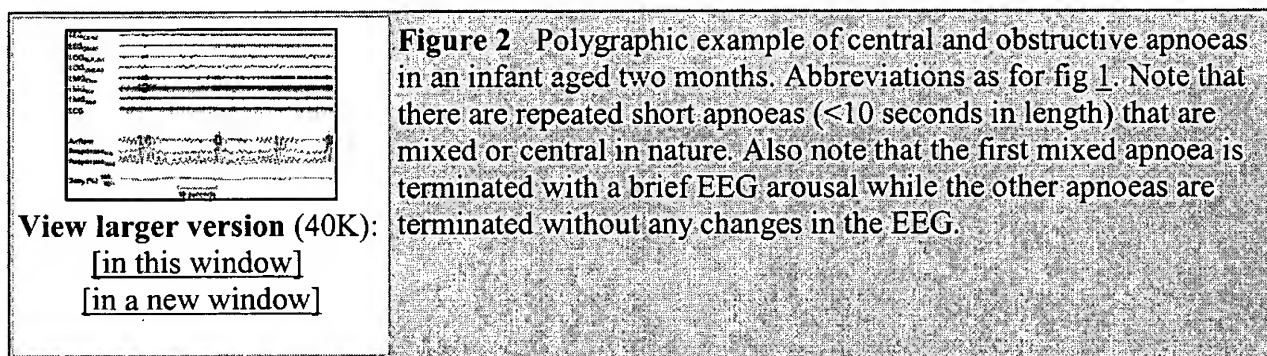 Airflow
Figure 2 Polygraphic example of central and obstructive apnoeas
in an infant aged two months. Abbreviations as for fig 1. Note that
there are repeated short apnoeas (<10 seconds in length) that are
mixed or central in nature. Also note that the first mixed apnoea is
terminated with a brief EEG arousal while the other apnoeas are
terminated without any changes in the EEG.
View larger version (40K):
[in this window]
[in a new window]